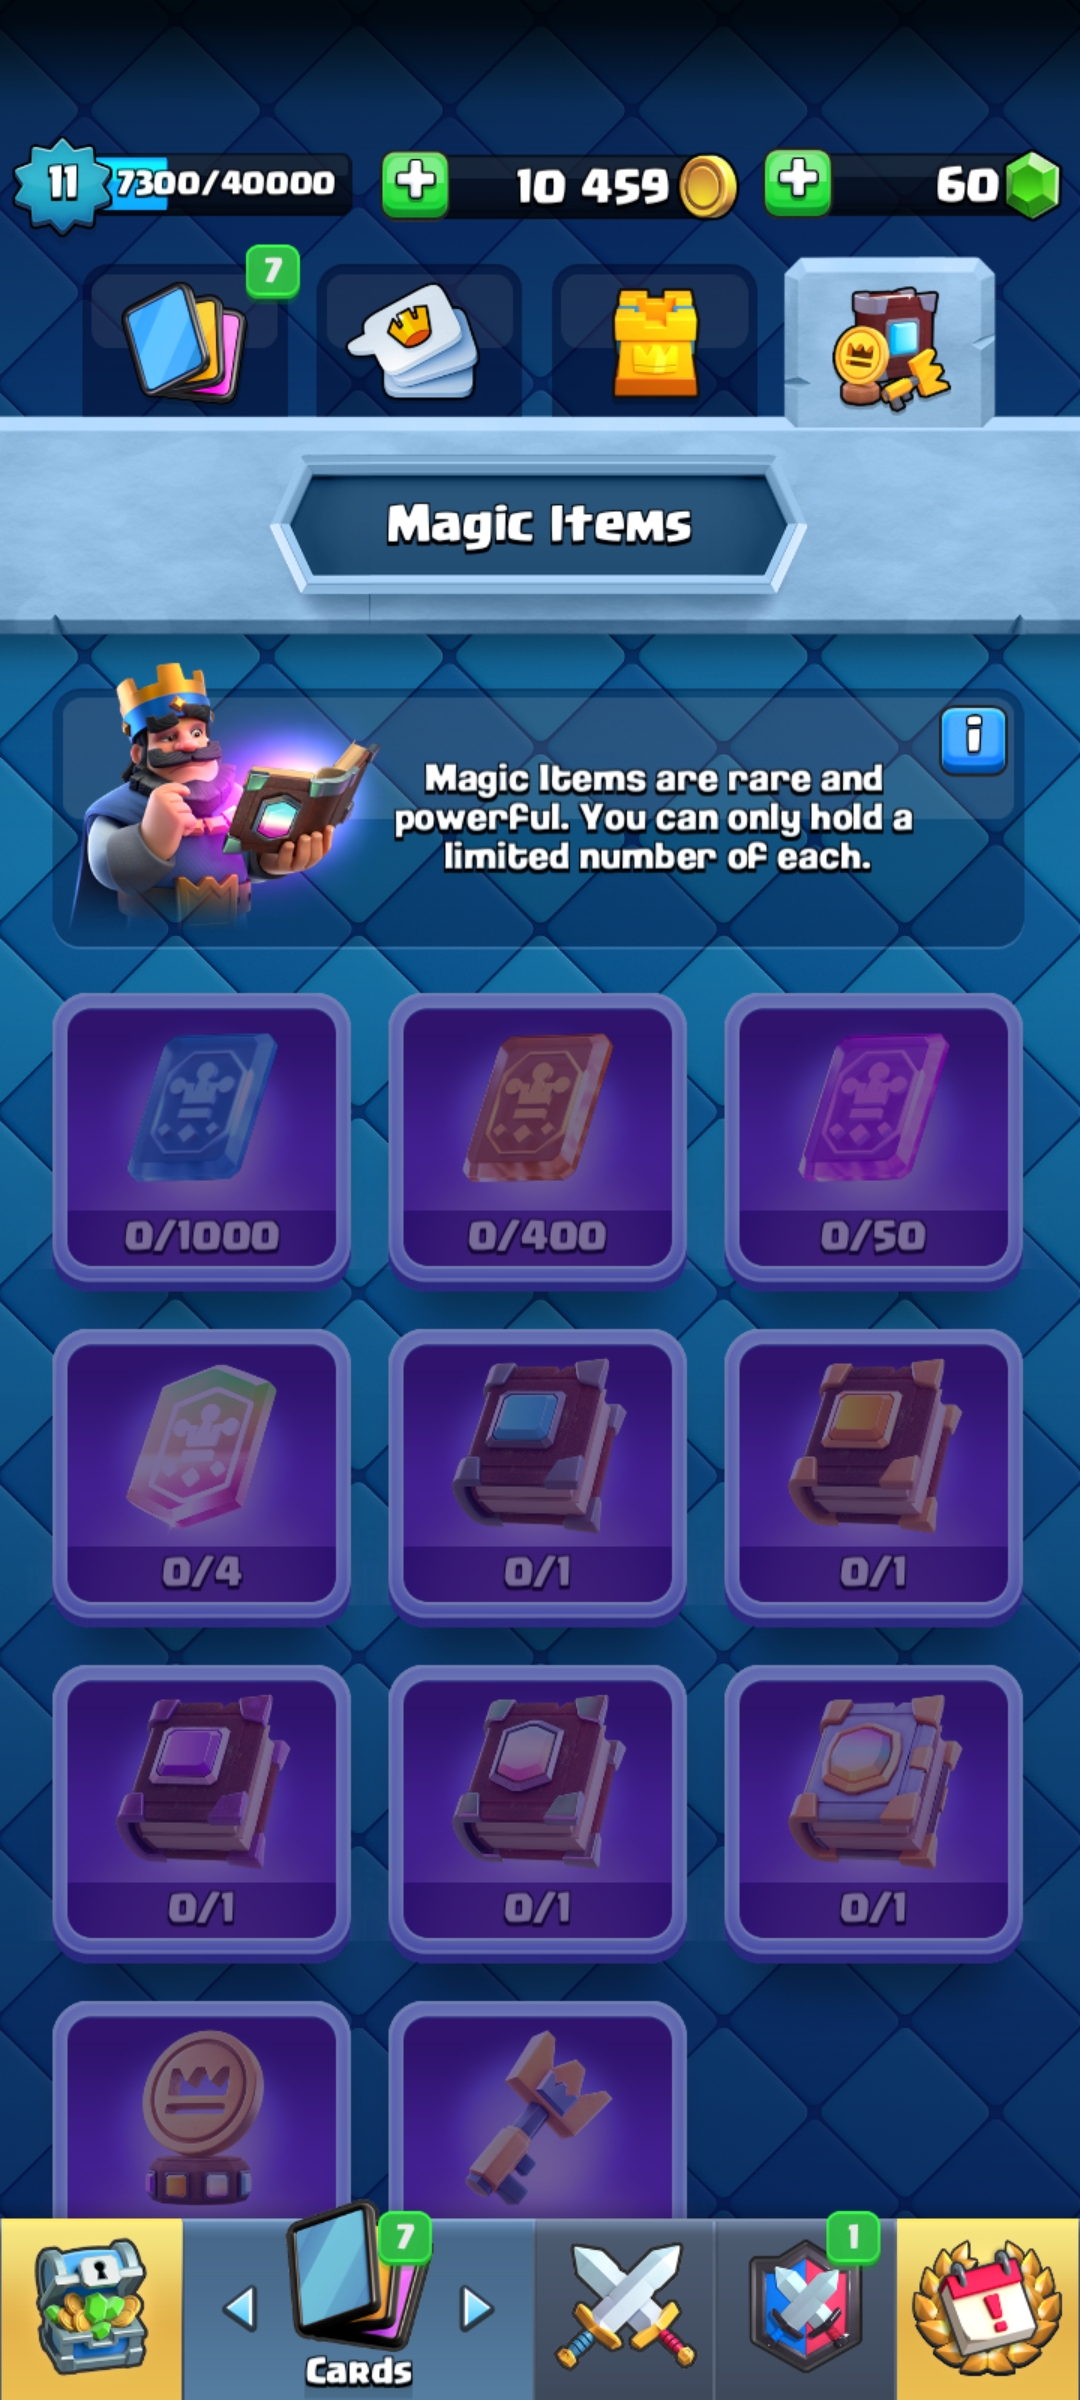 11
7300/40000
10 459
60
7
Magic Items
i
Magic Items are rare and
powerful. You can only hold a
limited number of each.
0/1000
0/400
0/50
0/4
0/1
0/1
0/1
0/1
0/1
7
1
Cards